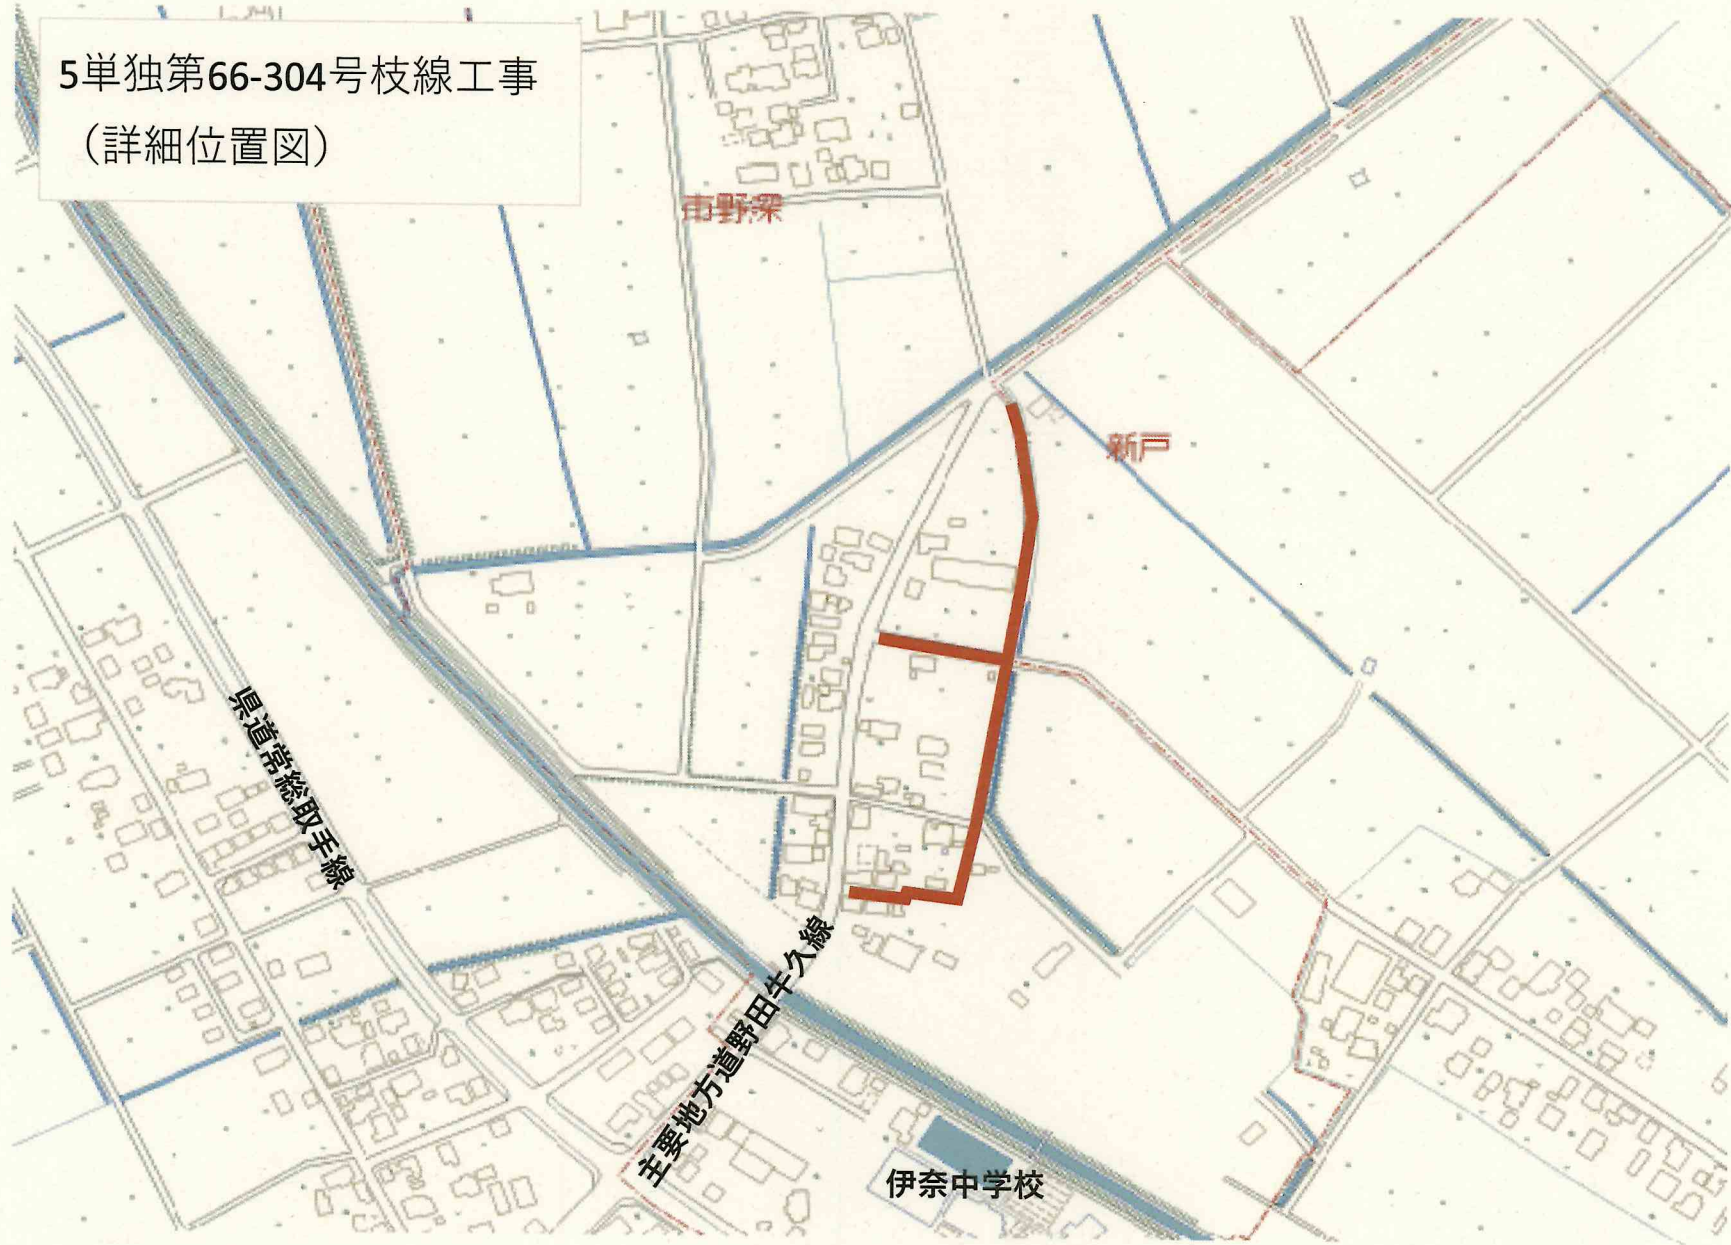 5単独第66-304号枝線工事
（詳細位置図）
市野深
新戸
県道常総取手線
主要地方道野田牛久線
伊奈中学校